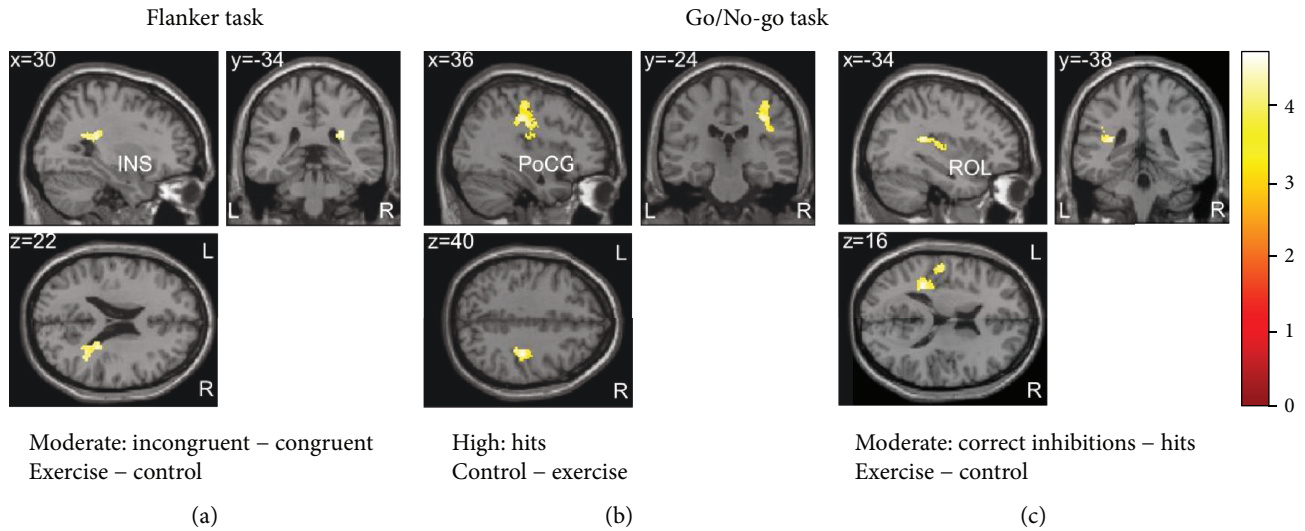 Flanker task
Go/No-go task
x=30
y=-34
INS
L
R
z=22
L
R
Moderate: incongruent – congruent
Exercise – control
(a)
x=36
y=-24
PoCG
L
R
z=40
L
R
High: hits
Control – exercise
(b)
x=-34
y=-38
ROL
L
R
z=16
L
R
Moderate: correct inhibitions – hits
Exercise – control
(c)
4
3
2
1
0